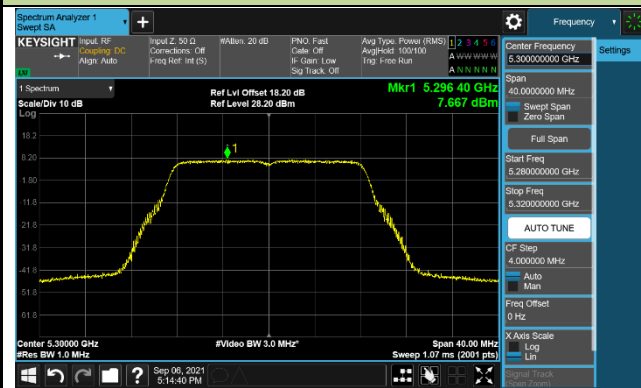 Spectrum Analyzer 1
Swept SA
+
Frequency
KEYSIGHT
Input: RF
Coupling: DC
Align: Auto
Input Z: 50 Ω
Corrections: Off
Freq Ref: Int (S)
#Atten: 20 dB
PNO: Fast
Gate: Off
IF Gain: Low
Sig Track: Off
Avg Type: Power (RMS)
Avg|Hold: 100/100
Trig: Free Run
1 2 3 4 5 6
A W W W W W
A N N N N N
LW
Center Frequency
5.300000000 GHz
Settings
Span
40.0000000 MHz
Swept Span
Zero Span
Full Span
Start Freq
5.280000000 GHz
Stop Freq
5.320000000 GHz
AUTO TUNE
CF Step
4.000000 MHz
Auto
Man
Freq Offset
0 Hz
X Axis Scale
Log
Lin
Signal Track
(Span Zoom)
1 Spectrum
Scale/Div 10 dB
Log
Ref Lvl Offset 18.20 dB
Ref Level 28.20 dBm
Mkr1 5.296 40 GHz
7.667 dBm
18.2
8.20
1
-1.80
-11.8
-21.8
-31.8
-41.8
-51.8
-61.8
Center 5.30000 GHz
#Res BW 1.0 MHz
#Video BW 3.0 MHz*
Span 40.00 MHz
Sweep 1.07 ms (2001 pts)
?
Sep 06, 2021
5:14:40 PM